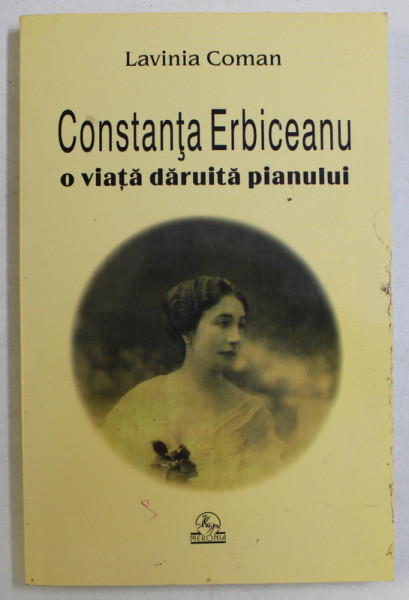 Lavinia Coman
Constanţa Erbiceanu
o viaţă dăruită pianului
MERONIA